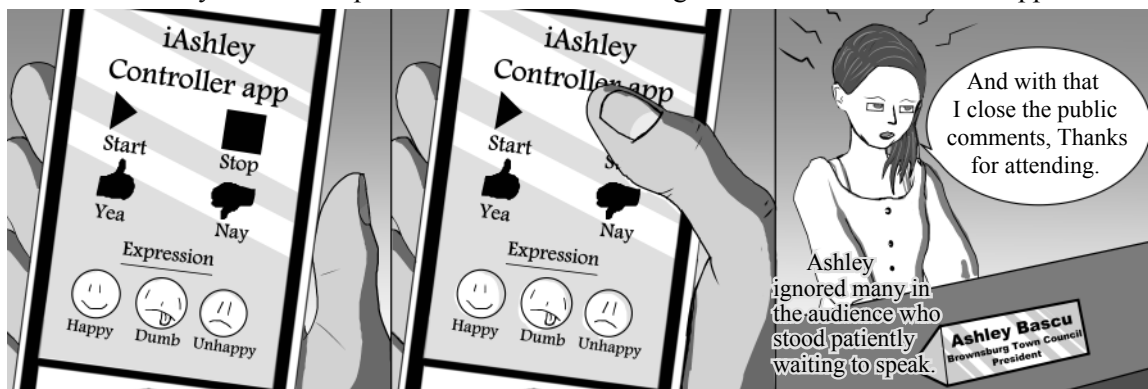 iAshley
Controller app
Start
Stop
Yea
Nay
Expression
Happy
Dumb
Unhappy
iAshley
Controller app
Start
Yea
Nay
Expression
Happy
Dumb
Unhappy
And with that
I close the public
comments, Thanks
for attending.
Ashley
ignored many in
the audience who
stood patiently
waiting to speak.
Ashley Bascu
Brownsburg Town Council
President